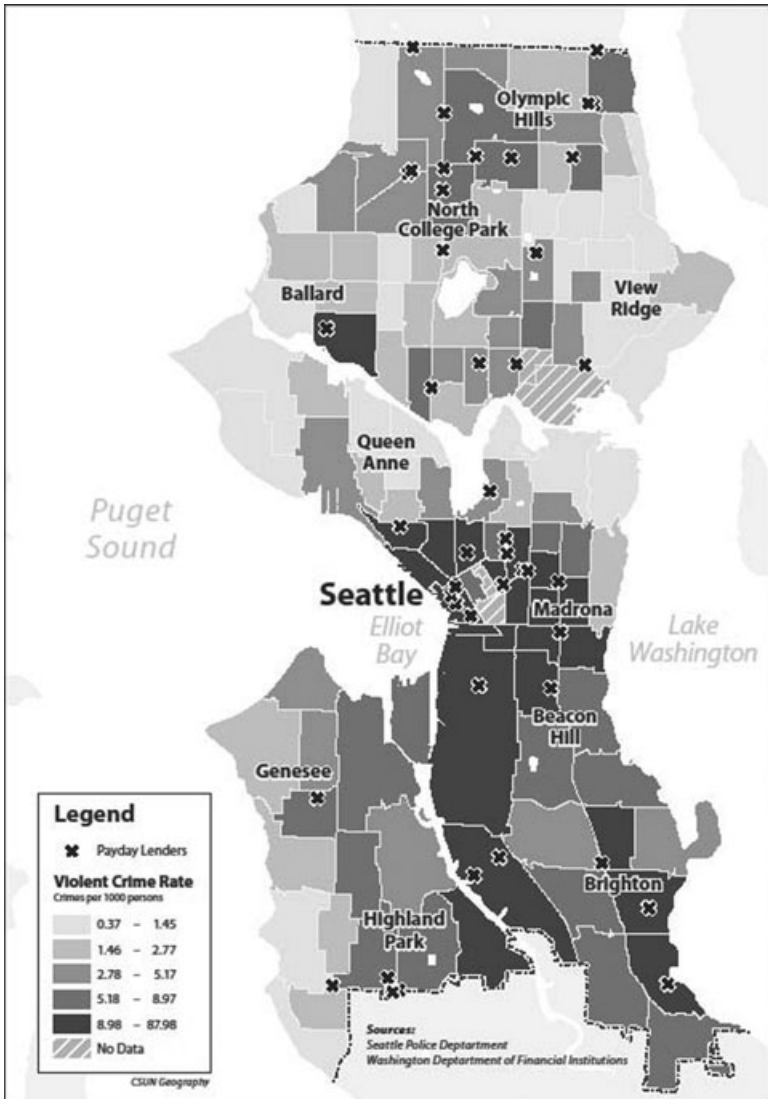 Olympic
Hills
North
College Park
Ballard
View
Ridge
Queen
Anne
Puget
Sound
Seattle
Elliot
Bay
Madrona
Lake
Washington
Beacon
Hill
Genesee
Brighton
Highland
Park
Legend
Payday Lenders
Violent Crime Rate
Crimes per 1000 persons
0.37 – 1.45
1.46 – 2.77
2.78 – 5.17
5.18 – 8.97
8.98 – 87.98
No Data
CSUN Geography
Sources:
Seattle Police Deptartment
Washington Deptartment of Financial Institutions